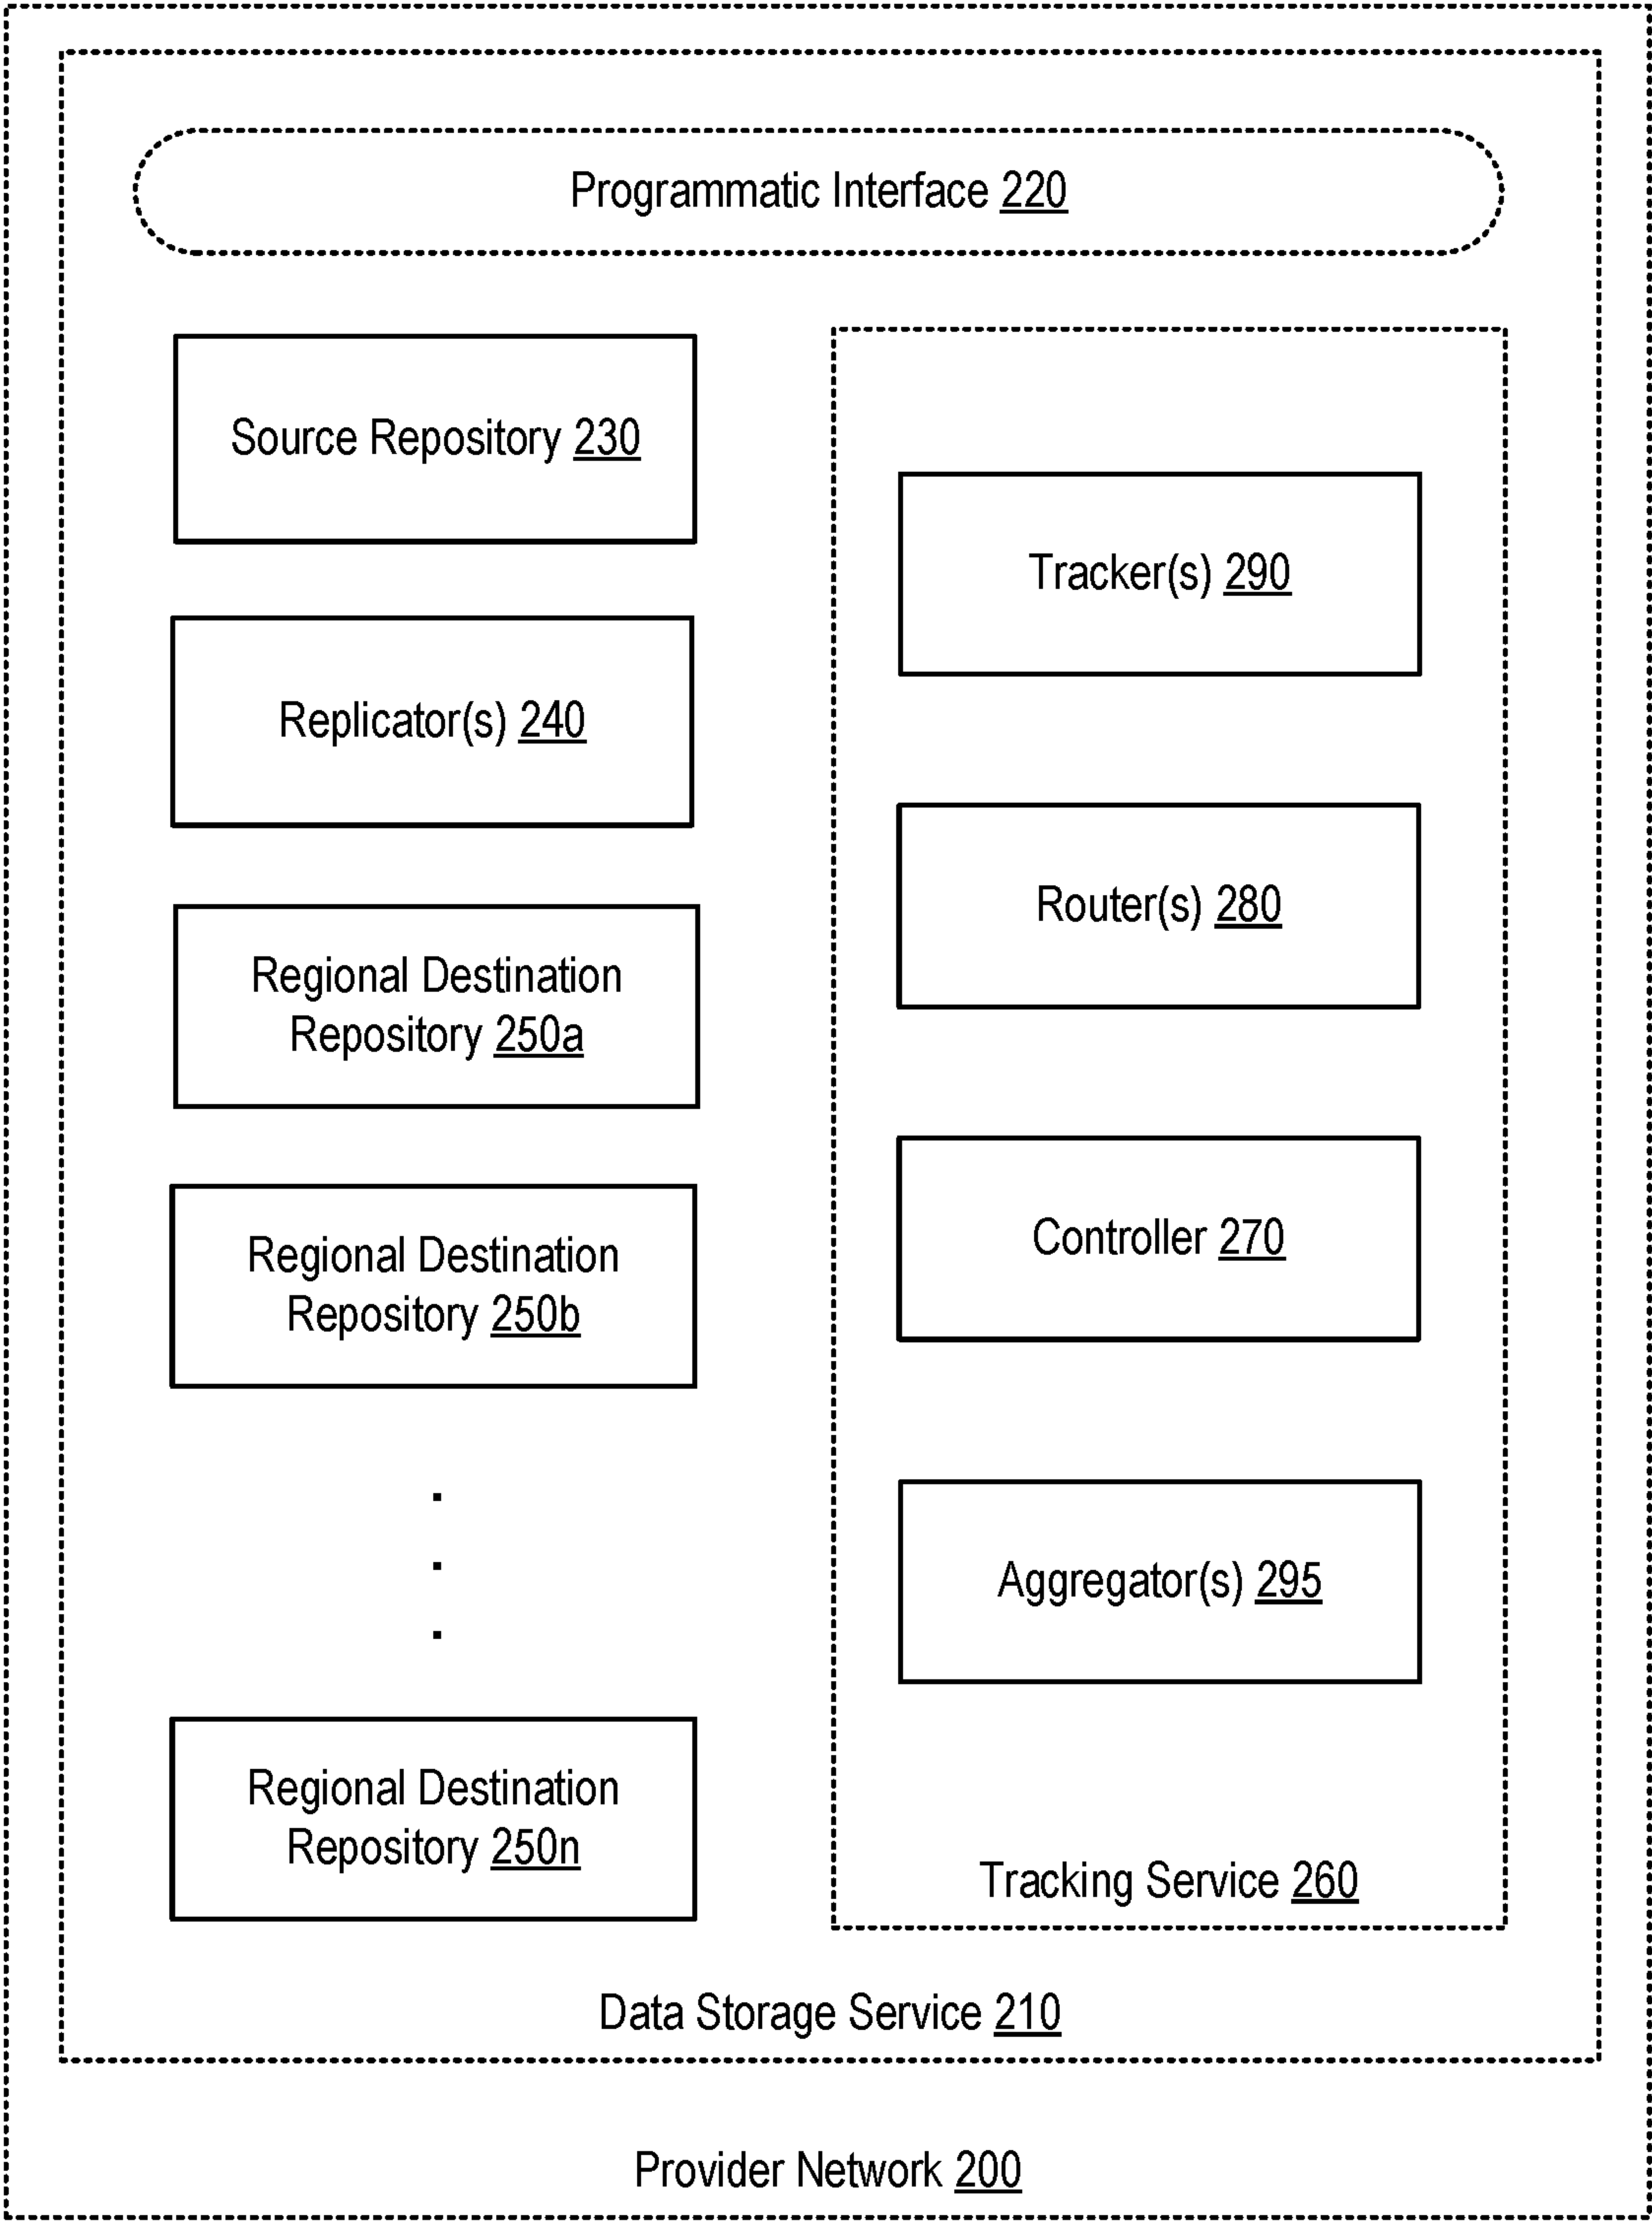 Programmatic Interface 220
Source Repository 230
Replicator(s) 240
Regional Destination
Repository 250a
Regional Destination
Repository 250b
.
.
.
Regional Destination
Repository 250n
Tracker(s) 290
Router(s) 280
Controller 270
Aggregator(s) 295
Tracking Service 260
Data Storage Service 210
Provider Network 200